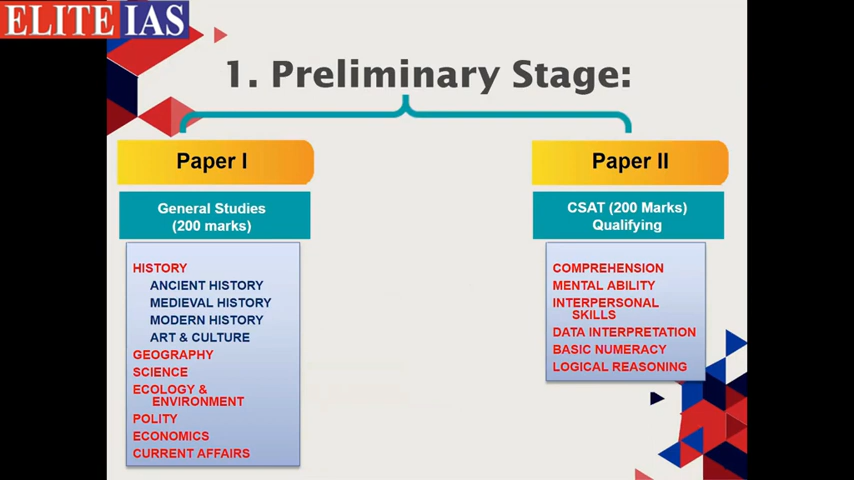 ELITE IAS
1. Preliminary Stage:
Paper I
General Studies
(200 marks)
HISTORY
ANCIENT HISTORY
MEDIEVAL HISTORY
MODERN HISTORY
ART & CULTURE
GEOGRAPHY
SCIENCE
ECOLOGY &
ENVIRONMENT
POLITY
ECONOMICS
CURRENT AFFAIRS
Paper II
CSAT (200 Marks)
Qualifying
COMPREHENSION
MENTAL ABILITY
INTERPERSONAL
SKILLS
DATA INTERPRETATION
BASIC NUMERACY
LOGICAL REASONING